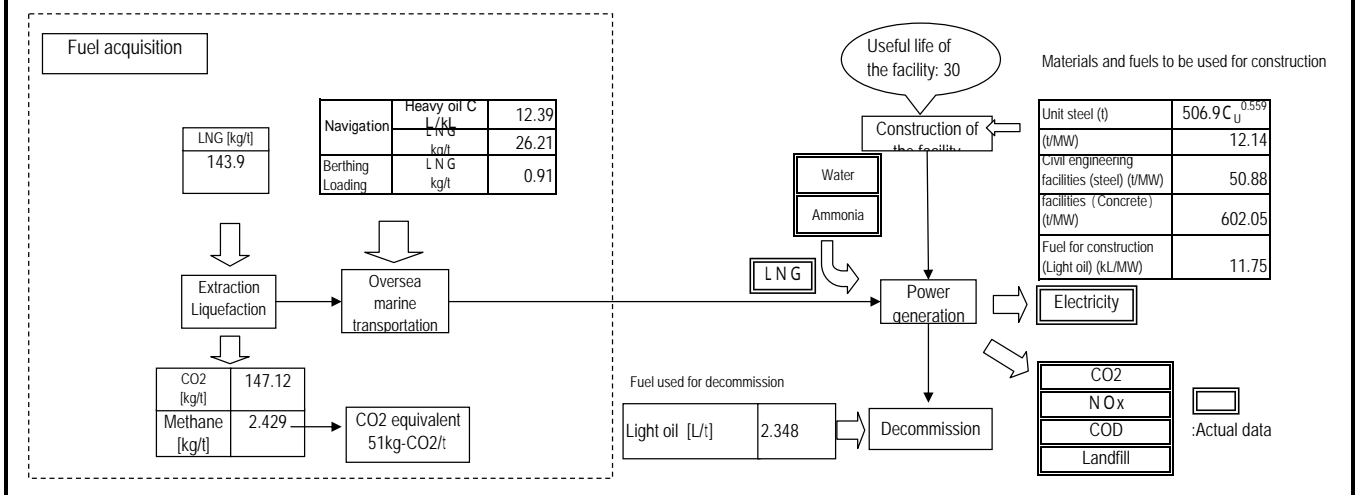 Fuel acquisition
LNG [kg/t]
143.9
Navigation
Heavy oil C
L/kL
12.39
LNG
kg/t
26.21
Berthing
Loading
LNG
kg/t
0.91
Extraction
Liquefaction
Oversea
marine
transportation
CO2
[kg/t]
147.12
Methane
[kg/t]
2.429
CO2 equivalent
51kg-CO2/t
Useful life of
the facility: 30
Construction of
the facility
Materials and fuels to be used for construction
Unit steel (t)
506.9CU0.559
(t/MW)
12.14
Civil engineering
facilities (steel) (t/MW)
50.88
facilities (Concrete)
(t/MW)
602.05
Fuel for construction
(Light oil) (kL/MW)
11.75
Water
Ammonia
LNG
Power
generation
Electricity
CO2
NOx
COD
Landfill
:Actual data
Fuel used for decommission
Light oil [L/t]
2.348
Decommission